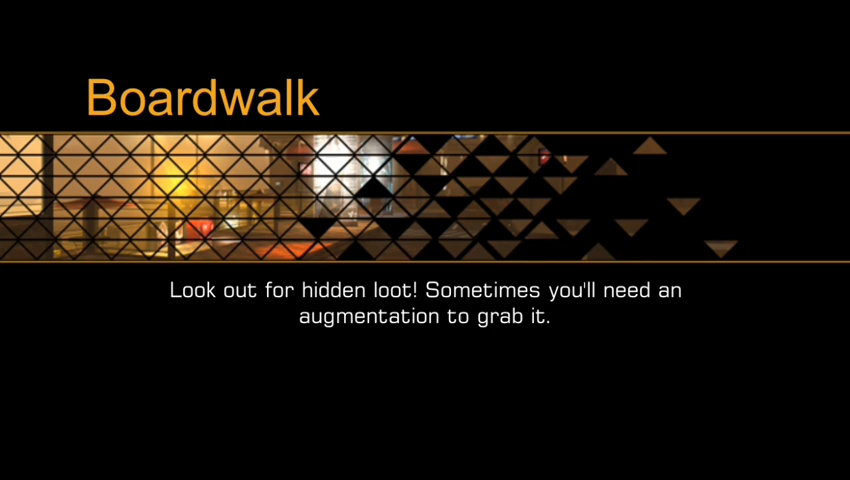 Boardwalk
Look out for hidden loot! Sometimes you'll need an
augmentation to grab it.